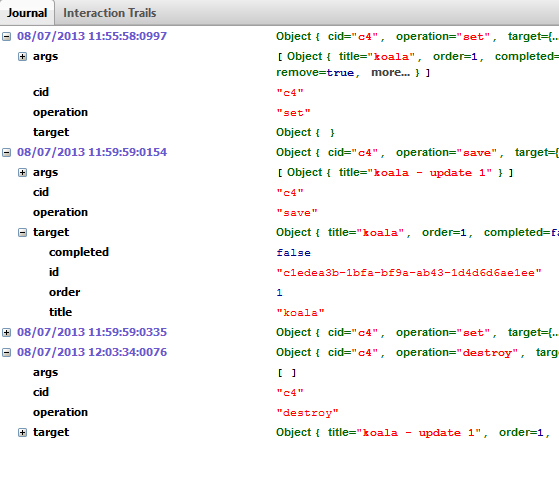 Journal Interaction Trails
08/07/2013 11:55:58:0997 Object { cid="c4", operation="set", target={...
args [ Object { title="koala", order=1, completed=
remove=true, more... } ]
cid "c4"
operation "set"
target Object { }
08/07/2013 11:59:59:0154 Object { cid="c4", operation="save", target={
args [ Object { title="koala - update 1" } ]
cid "c4"
operation "save"
target Object { title="koala", order=1, completed=fa
completed false
id "c1edea3b-1bfa-bf9a-ab43-1d4d6d6ae1ee"
order 1
title "koala"
08/07/2013 11:59:59:0335 Object { cid="c4", operation="set", target={...
08/07/2013 12:03:34:0076 Object { cid="c4", operation="destroy", targ
args [ ]
cid "c4"
operation "destroy"
target Object { title="koala - update 1", order=1,